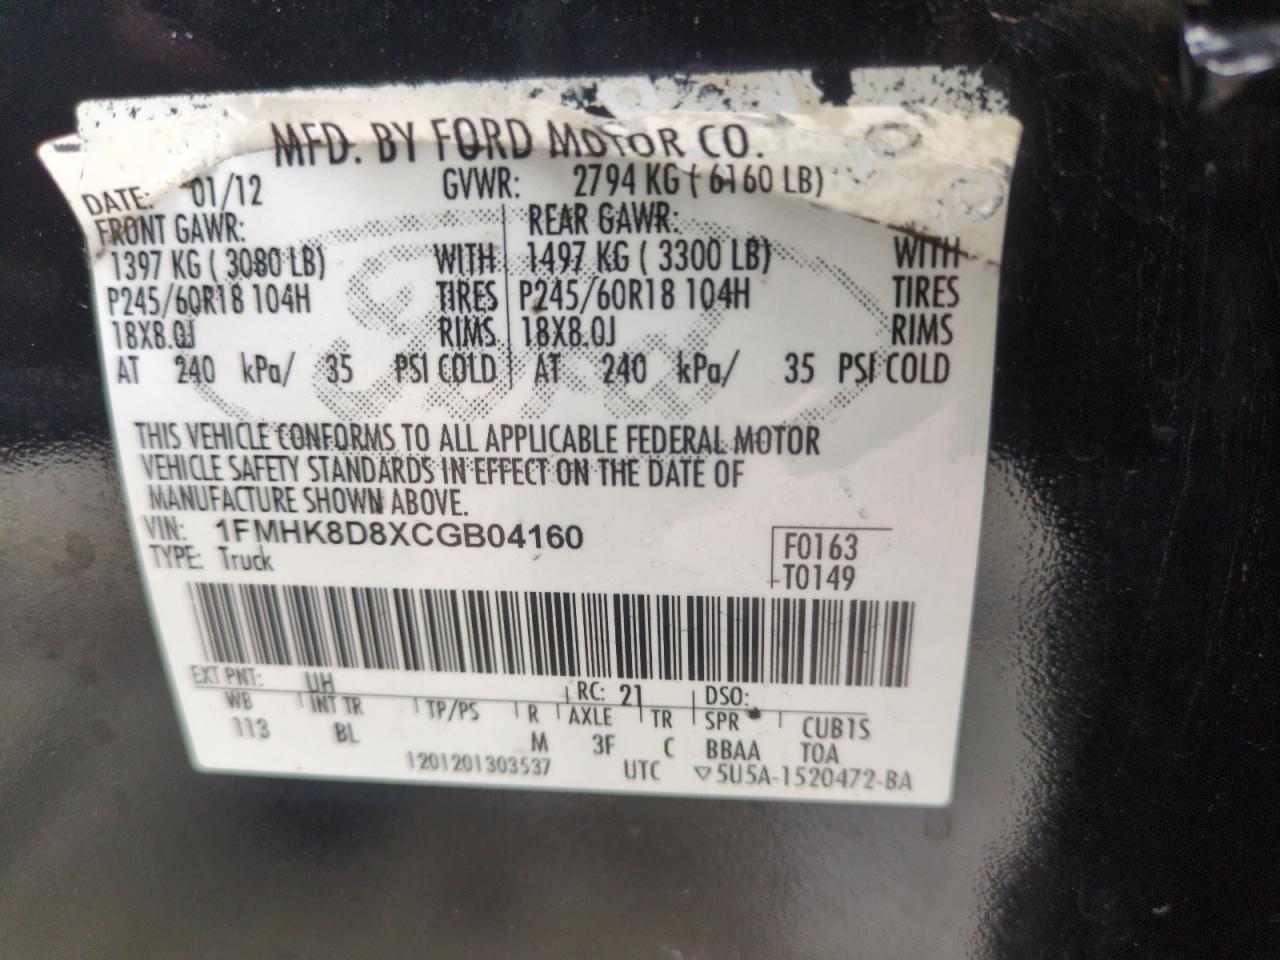 MFD. BY FORD MOTOR CO.
DATE: 01/12 GVWR: 2794 KG ( 6160 LB)
FRONT GAWR: REAR GAWR:
1397 KG ( 3080 LB) WITH 1497 KG ( 3300 LB) WITH
P245/60R18 104H TIRES P245/60R18 104H TIRES
18X8.0J RIMS 18X8.0J RIMS
AT 240 kPa/ 35 PSI COLD AT 240 kPa/ 35 PSI COLD
Ford
THIS VEHICLE CONFORMS TO ALL APPLICABLE FEDERAL MOTOR
VEHICLE SAFETY STANDARDS IN EFFECT ON THE DATE OF
MANUFACTURE SHOWN ABOVE.
VIN: 1FMHK8D8XCGB04160 F0163
TYPE: Truck T0149
EXT PNT: UH RC: 21 DSO:
WB INT TR TP/PS R AXLE TR SPR CUB1S
113 BL M 3F C BBAA TOA
1201201303537 UTC ▽5U5A-1520472-BA